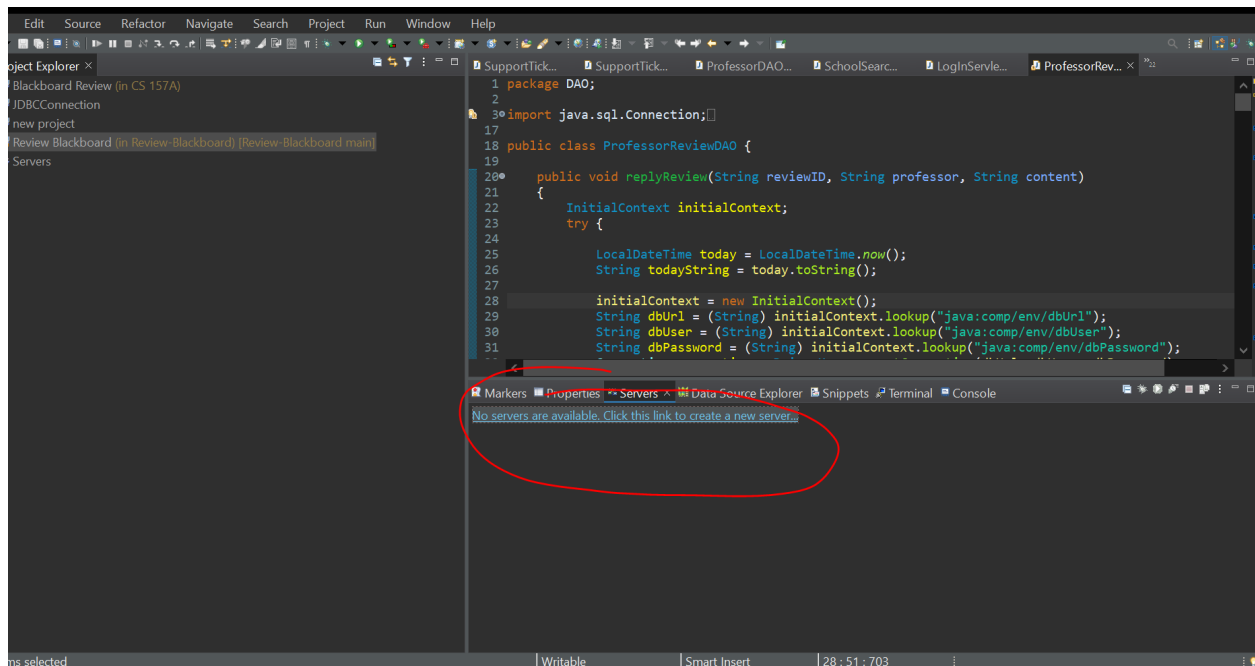 Edit Source Refactor Navigate Search Project Run Window Help
oject Explorer ×
Blackboard Review (in CS 157A)
JDBCConnection
new project
Review Blackboard (in Review-Blackboard) [Review-Blackboard main]
Servers
SupportTick... SupportTick... ProfessorDAO... SchoolSearc... LogInServle... ProfessorRev... × »22
1 package DAO;
2
3 import java.sql.Connection;
17
18 public class ProfessorReviewDAO {
19
20 public void replyReview(String reviewID, String professor, String content)
21 {
22 InitialContext initialContext;
23 try {
24
25 LocalDateTime today = LocalDateTime.now();
26 String todayString = today.toString();
27
28 initialContext = new InitialContext();
29 String dbUrl = (String) initialContext.lookup("java:comp/env/dbUrl");
30 String dbUser = (String) initialContext.lookup("java:comp/env/dbUser");
31 String dbPassword = (String) initialContext.lookup("java:comp/env/dbPassword");
Markers Properties Servers × Data Source Explorer Snippets Terminal Console
No servers are available. Click this link to create a new server...
ms selected Writable Smart Insert 28 : 51 : 703